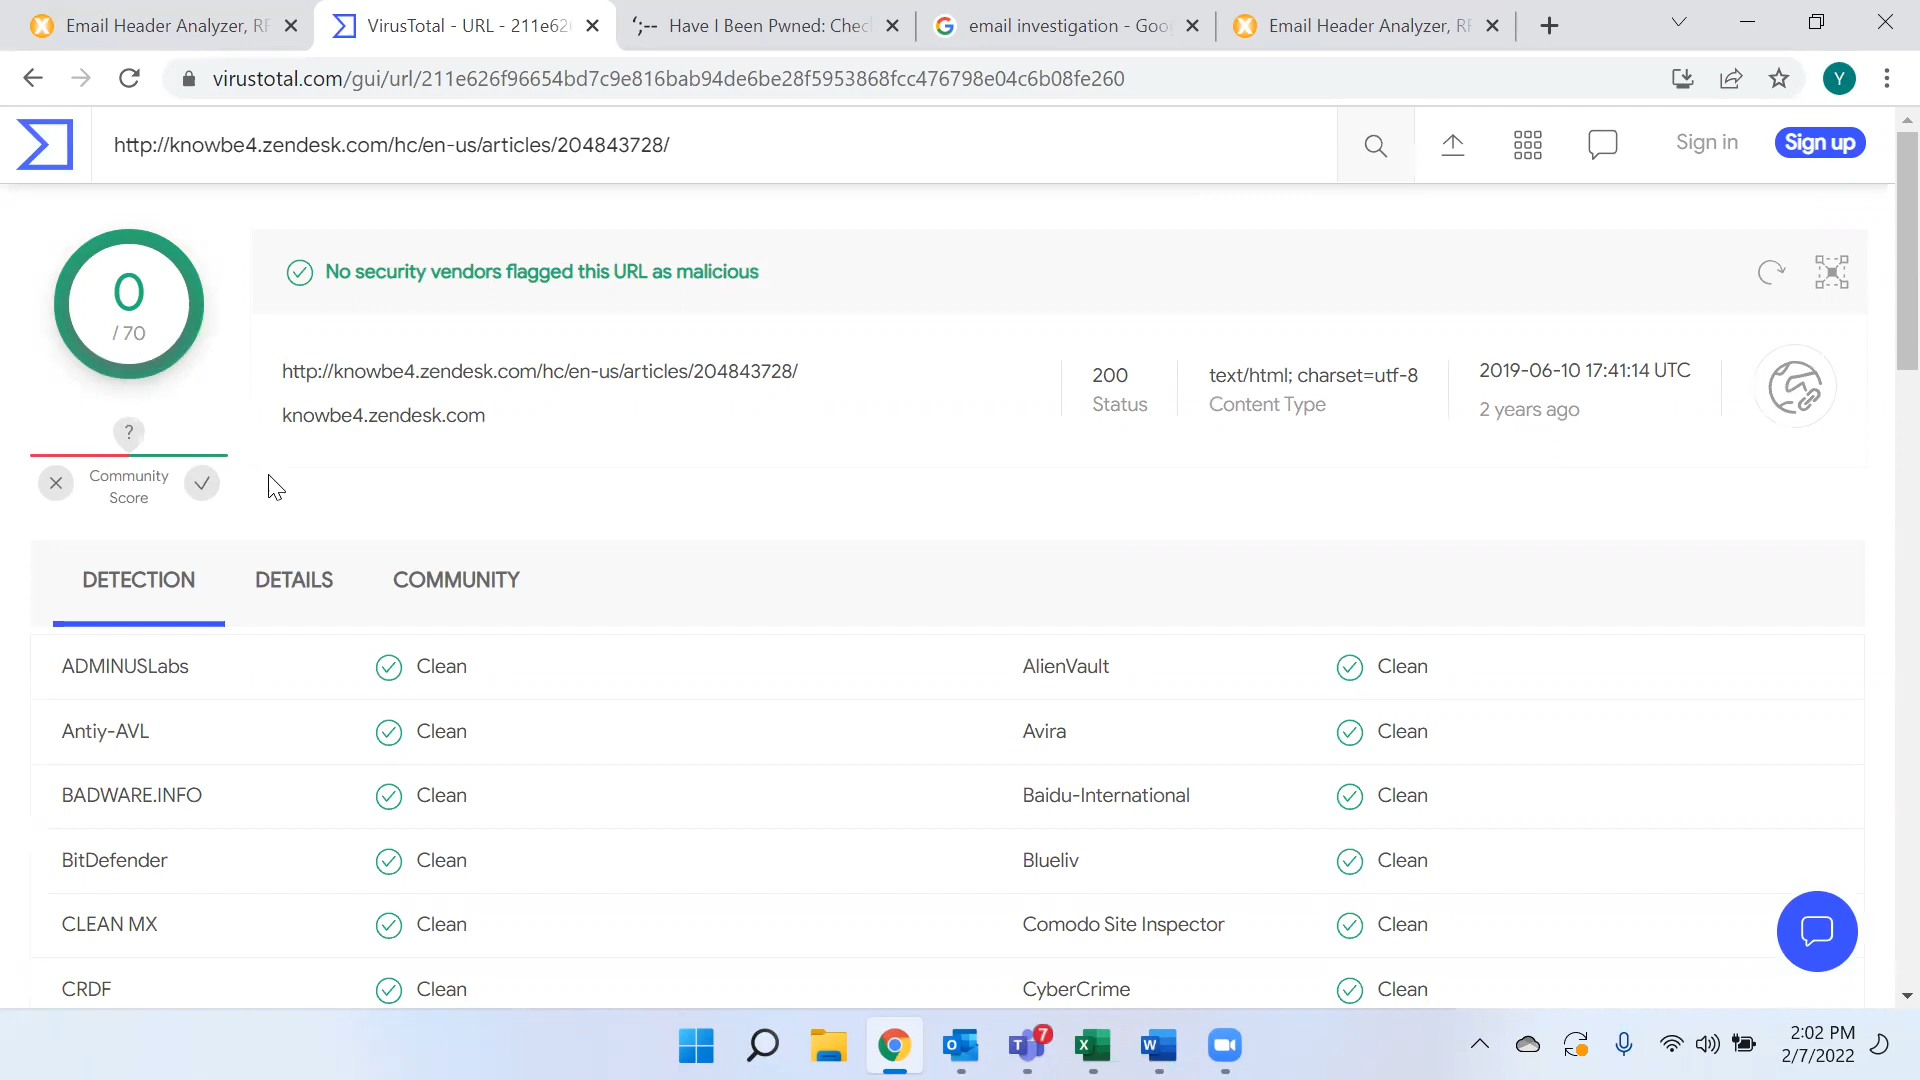 Email Header Analyzer, RF
VirusTotal - URL - 211e62
Have I Been Pwned: Chec
email investigation - Goo
Email Header Analyzer, RF
virustotal.com/gui/url/211e626f96654bd7c9e816bab94de6be28f5953868fcc476798e04c6b08fe260
Y
http://knowbe4.zendesk.com/hc/en-us/articles/204843728/
Sign in
Sign up
0
/ 70
?
Community
Score
No security vendors flagged this URL as malicious
http://knowbe4.zendesk.com/hc/en-us/articles/204843728/
knowbe4.zendesk.com
200
Status
text/html; charset=utf-8
Content Type
2019-06-10 17:41:14 UTC
2 years ago
DETECTION
DETAILS
COMMUNITY
ADMINUSLabs
Clean
AlienVault
Clean
Antiy-AVL
Clean
Avira
Clean
BADWARE.INFO
Clean
Baidu-International
Clean
BitDefender
Clean
Blueliv
Clean
CLEAN MX
Clean
Comodo Site Inspector
Clean
CRDF
Clean
CyberCrime
Clean
O
T
7
X
W
2:02 PM
2/7/2022